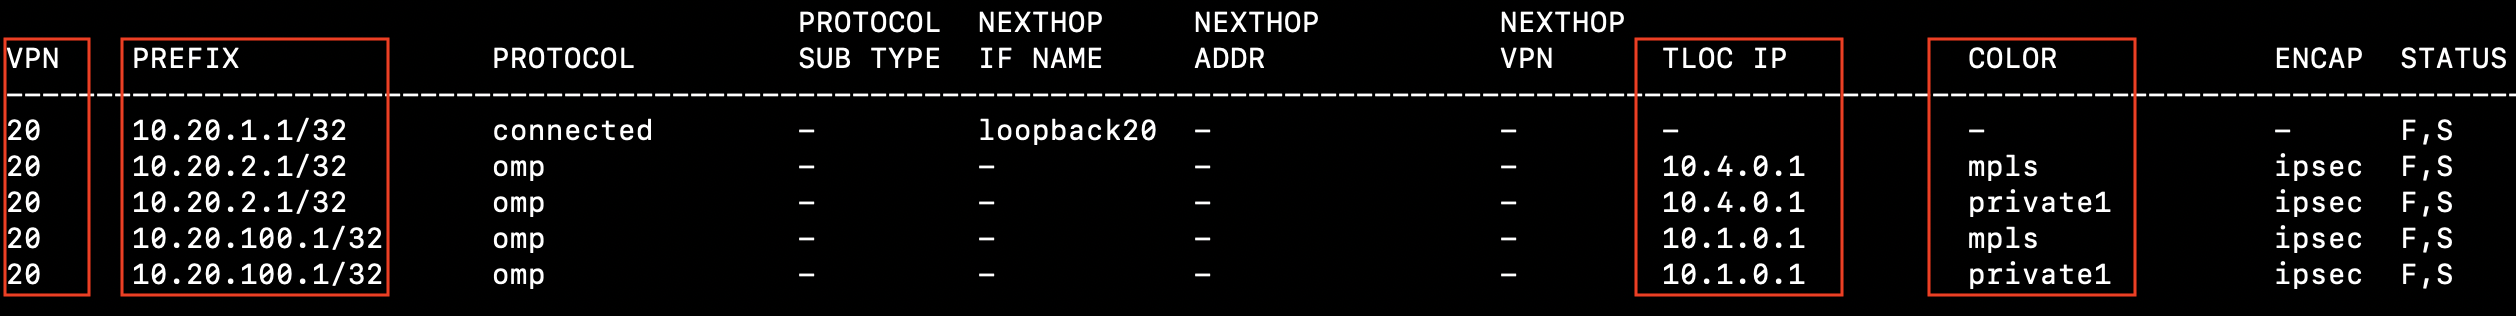 PROTOCOL NEXTHOP NEXTHOP NEXTHOP
VPN PREFIX PROTOCOL SUB TYPE IF NAME ADDR VPN TLOC IP COLOR ENCAP STATUS
20 10.20.1.1/32 connected - loopback20 - - - - - F,S
20 10.20.2.1/32 omp - - - - 10.4.0.1 mpls ipsec F,S
20 10.20.2.1/32 omp - - - - 10.4.0.1 private1 ipsec F,S
20 10.20.100.1/32 omp - - - - 10.1.0.1 mpls ipsec F,S
20 10.20.100.1/32 omp - - - - 10.1.0.1 private1 ipsec F,S